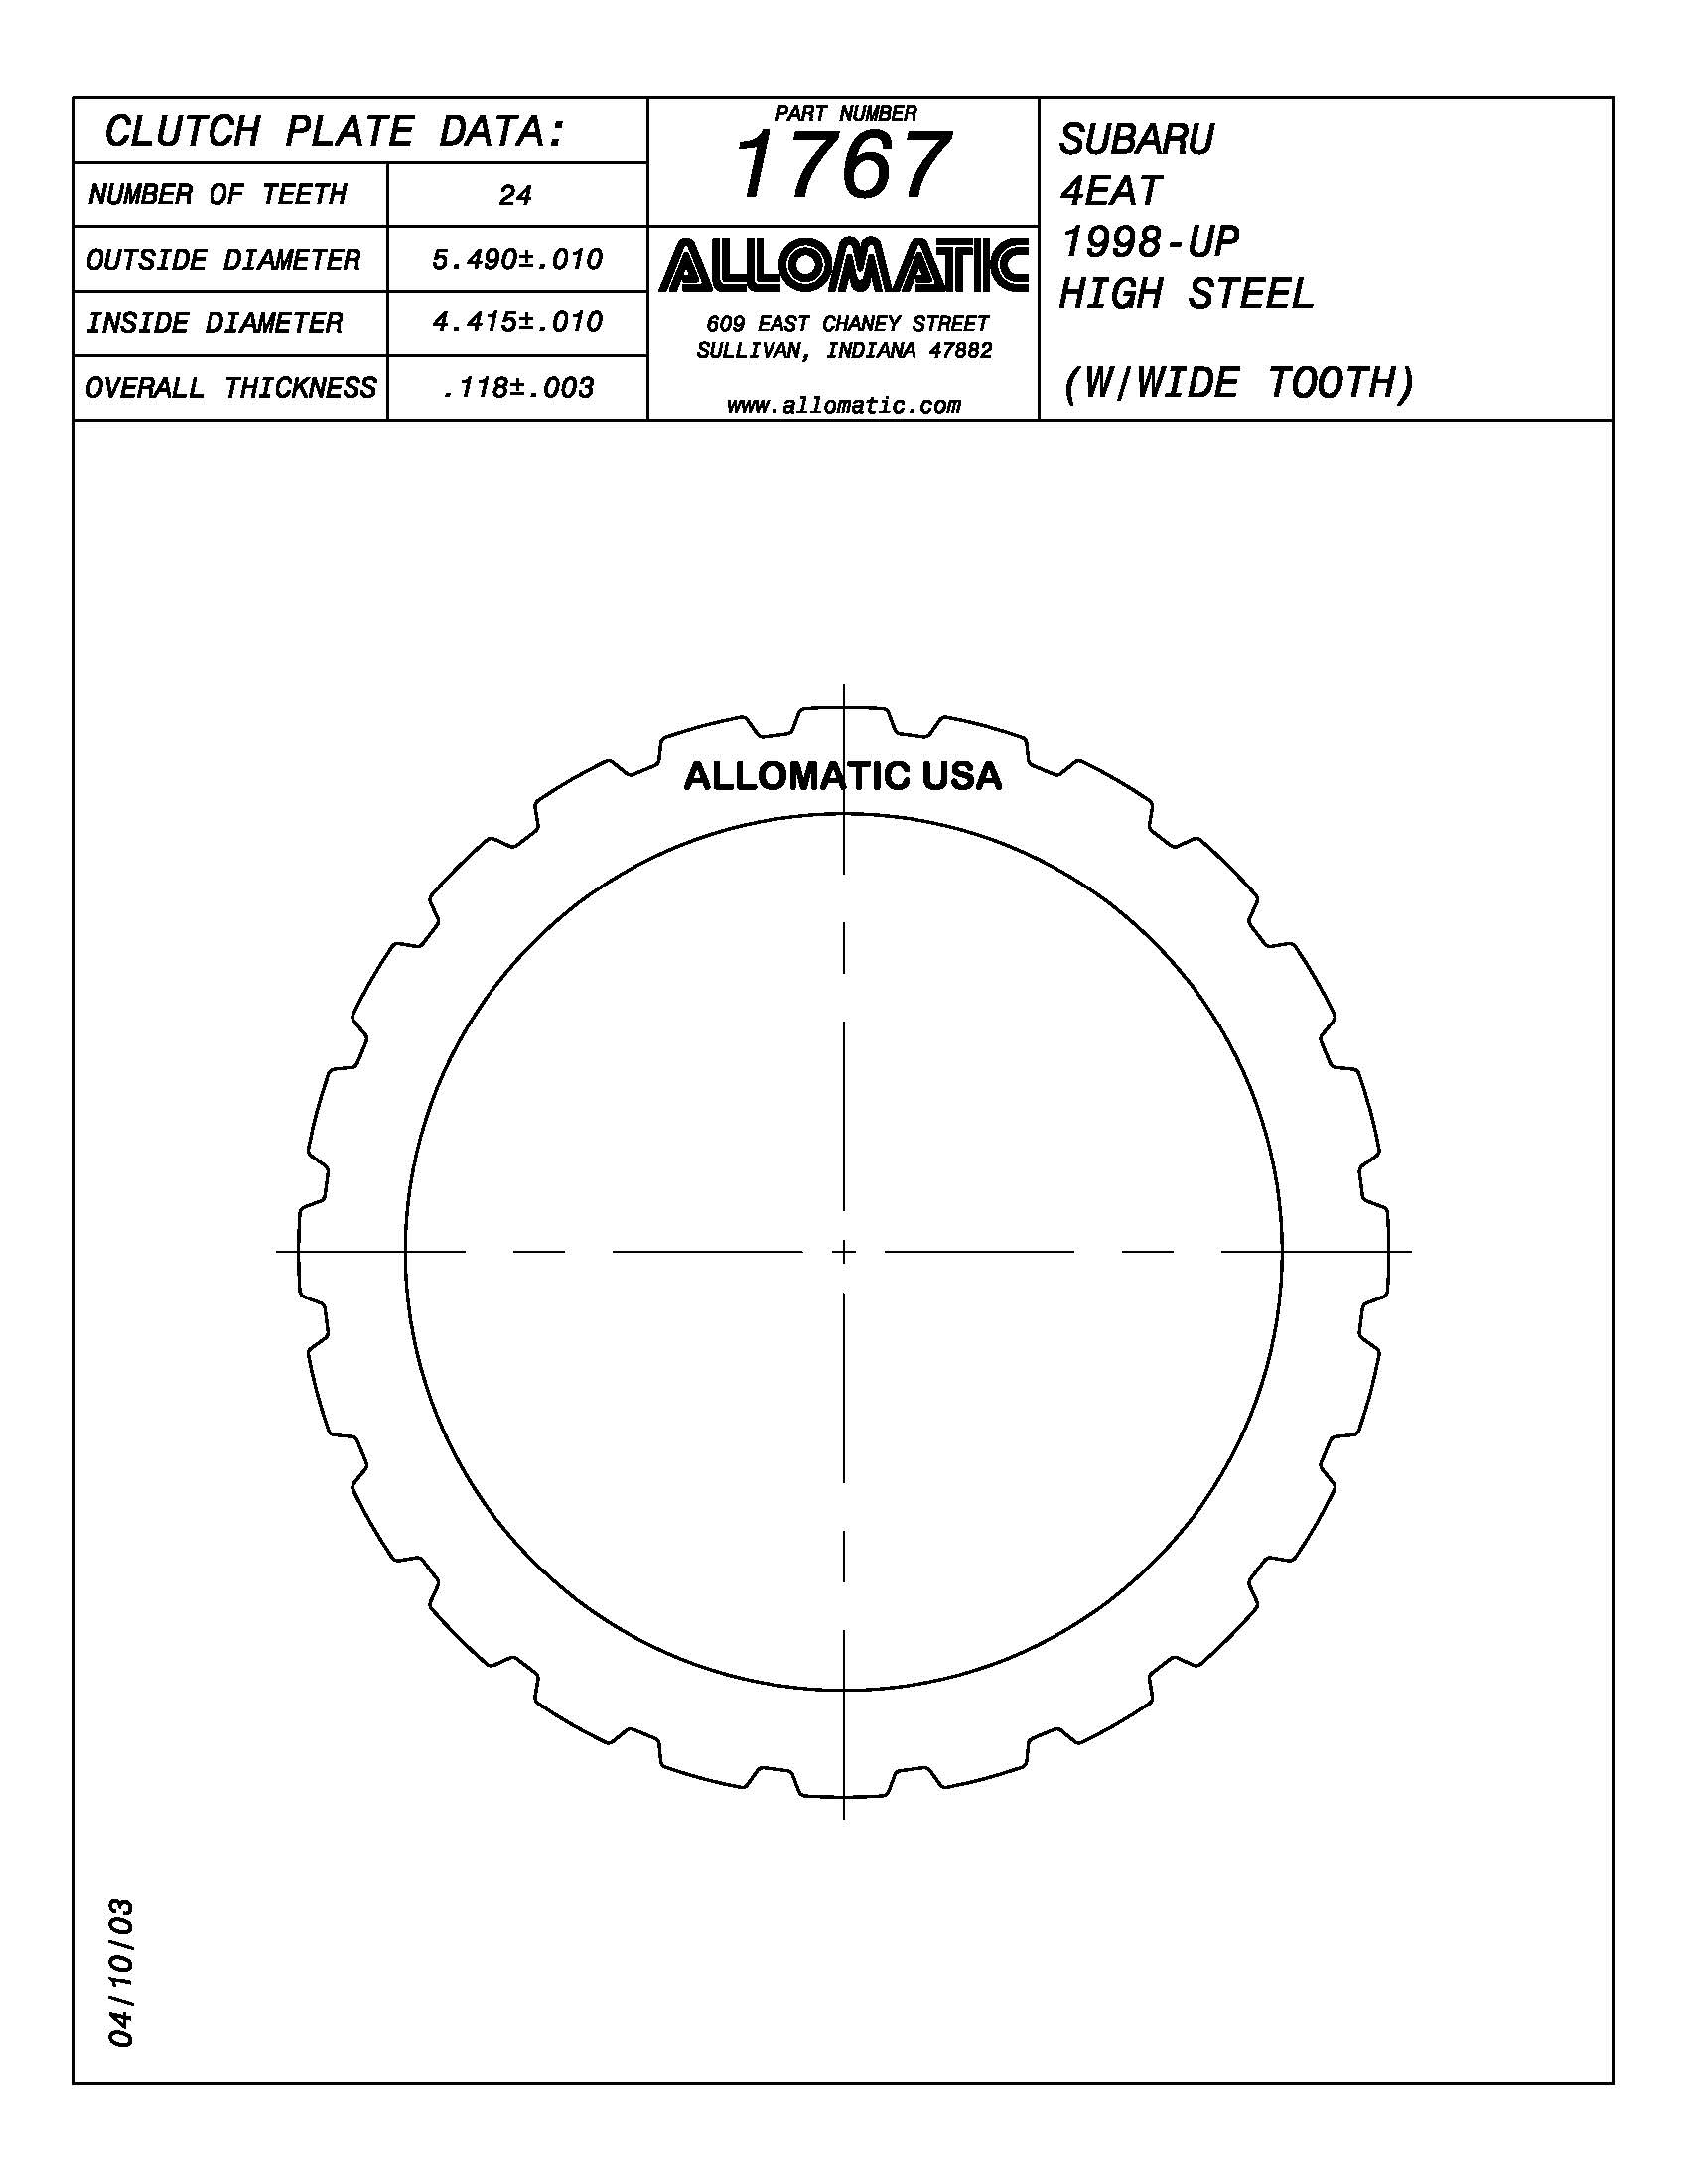 CLUTCH PLATE DATA:
NUMBER OF TEETH 24
OUTSIDE DIAMETER 5.490±.010
INSIDE DIAMETER 4.415±.010
OVERALL THICKNESS .118±.003
PART NUMBER
1767
ALLOMATIC
609 EAST CHANEY STREET
SULLIVAN, INDIANA 47882
www.allomatic.com
SUBARU
4EAT
1998-UP
HIGH STEEL
(W/WIDE TOOTH)
ALLOMATIC USA
04/10/03